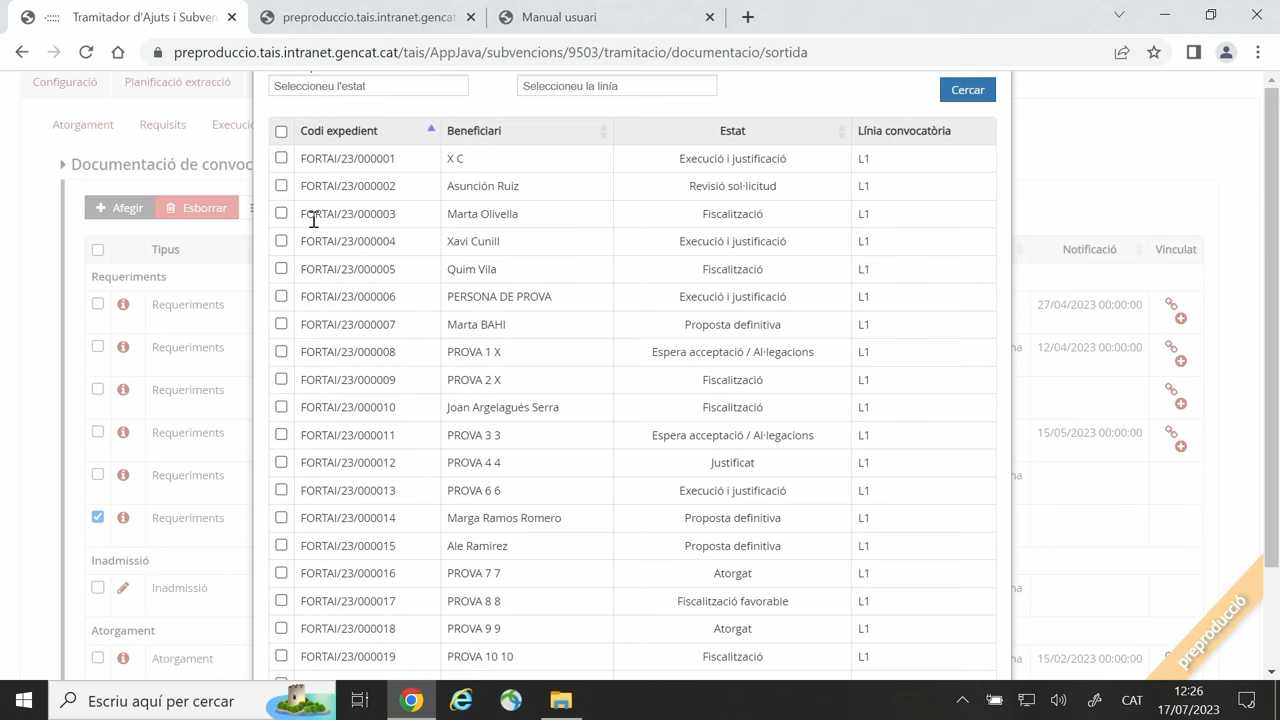 Tramitador d'Ajuts i Subven
preproduccio.tais.intranet.gencat
Manual usuari
preproduccio.tais.intranet.gencat.cat/tais/AppJava/subvencions/9503/tramitacio/documentacio/sortida
Configuració Planificació extracció
Seleccioneu l'estat Seleccioneu la línia Cercar
Atorgament Requisits Execuci
Documentació de convoc
Afegir Esborrar
Tipus Notificació Vinculat
Requeriments
Requeriments 27/04/2023 00:00:00
Requeriments na 12/04/2023 00:00:00
Requeriments
Requeriments 15/05/2023 00:00:00
Requeriments na
Requeriments
Inadmissió
Inadmissió na
Atorgament
Atorgament 15/02/2023 00:00:00
Codi expedient Beneficiari Estat Línia convocatòria
FORTAI/23/000001 X C Execució i justificació L1
FORTAI/23/000002 Asunción Ruiz Revisió sol·licitud L1
FORTAI/23/000003 Marta Olivella Fiscalització L1
FORTAI/23/000004 Xavi Cunill Execució i justificació L1
FORTAI/23/000005 Quim Vila Fiscalització L1
FORTAI/23/000006 PERSONA DE PROVA Execució i justificació L1
FORTAI/23/000007 Marta BAHI Proposta definitiva L1
FORTAI/23/000008 PROVA 1 X Espera acceptació / Al·legacions L1
FORTAI/23/000009 PROVA 2 X Fiscalització L1
FORTAI/23/000010 Joan Argelagués Serra Fiscalització L1
FORTAI/23/000011 PROVA 3 3 Espera acceptació / Al·legacions L1
FORTAI/23/000012 PROVA 4 4 Justificat L1
FORTAI/23/000013 PROVA 6 6 Execució i justificació L1
FORTAI/23/000014 Marga Ramos Romero Proposta definitiva L1
FORTAI/23/000015 Ale Ramirez Proposta definitiva L1
FORTAI/23/000016 PROVA 7 7 Atorgat L1
FORTAI/23/000017 PROVA 8 8 Fiscalització favorable L1
FORTAI/23/000018 PROVA 9 9 Atorgat L1
FORTAI/23/000019 PROVA 10 10 Fiscalització L1
preproducció
Escriu aquí per cercar
CAT
12:26
17/07/2023